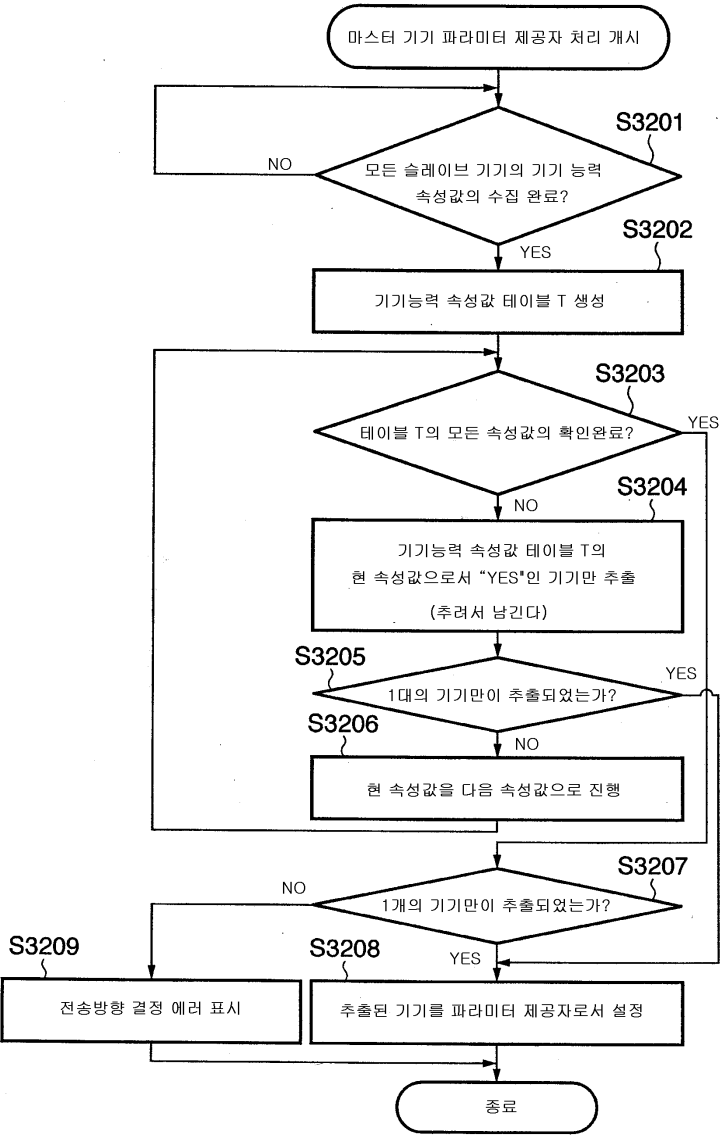 마스터 기기 파라미터 제공자 처리 개시
S3201
모든 슬레이브 기기의 기기 능력
속성값의 수집 완료?
NO
YES
S3202
기기능력 속성값 테이블 T 생성
S3203
테이블 T의 모든 속성값의 확인완료?
YES
NO
S3204
기기능력 속성값 테이블 T의
현 속성값으로서 “YES"인 기기만 추출
(추려서 남긴다)
S3205
1대의 기기만이 추출되었는가?
YES
NO
S3206
현 속성값을 다음 속성값으로 진행
S3207
1개의 기기만이 추출되었는가?
NO
YES
S3209
전송방향 결정 에러 표시
S3208
추출된 기기를 파라미터 제공자로서 설정
종료